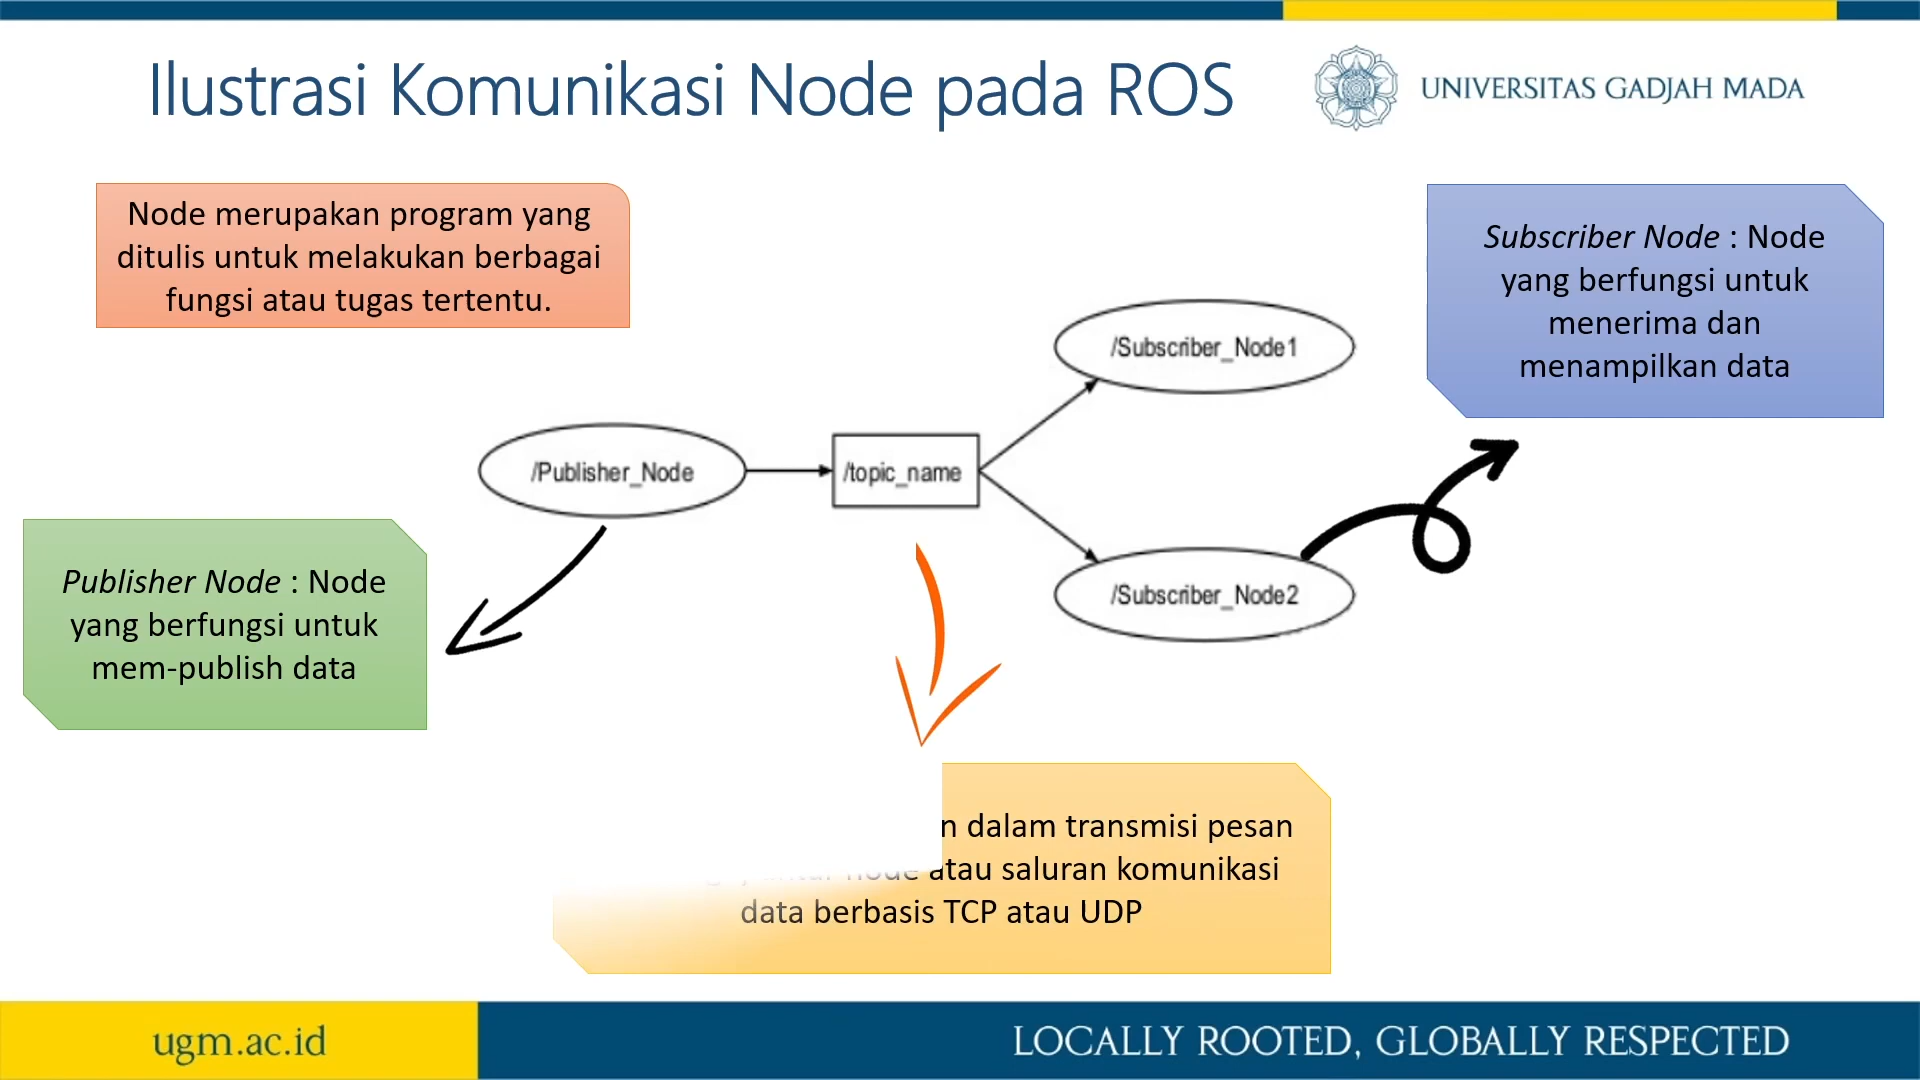 Ilustrasi Komunikasi Node pada ROS
UNIVERSITAS GADJAH MADA
Node merupakan program yang
ditulis untuk melakukan berbagai
fungsi atau tugas tertentu.
Subscriber Node : Node
yang berfungsi untuk
menerima dan
menampilkan data
/Subscriber_Node1
/Publisher_Node
/topic_name
/Subscriber_Node2
Publisher Node : Node
yang berfungsi untuk
mem-publish data
dalam transmisi pesan
node atau saluran komunikasi
data berbasis TCP atau UDP
ugm.ac.id
LOCALLY ROOTED, GLOBALLY RESPECTED